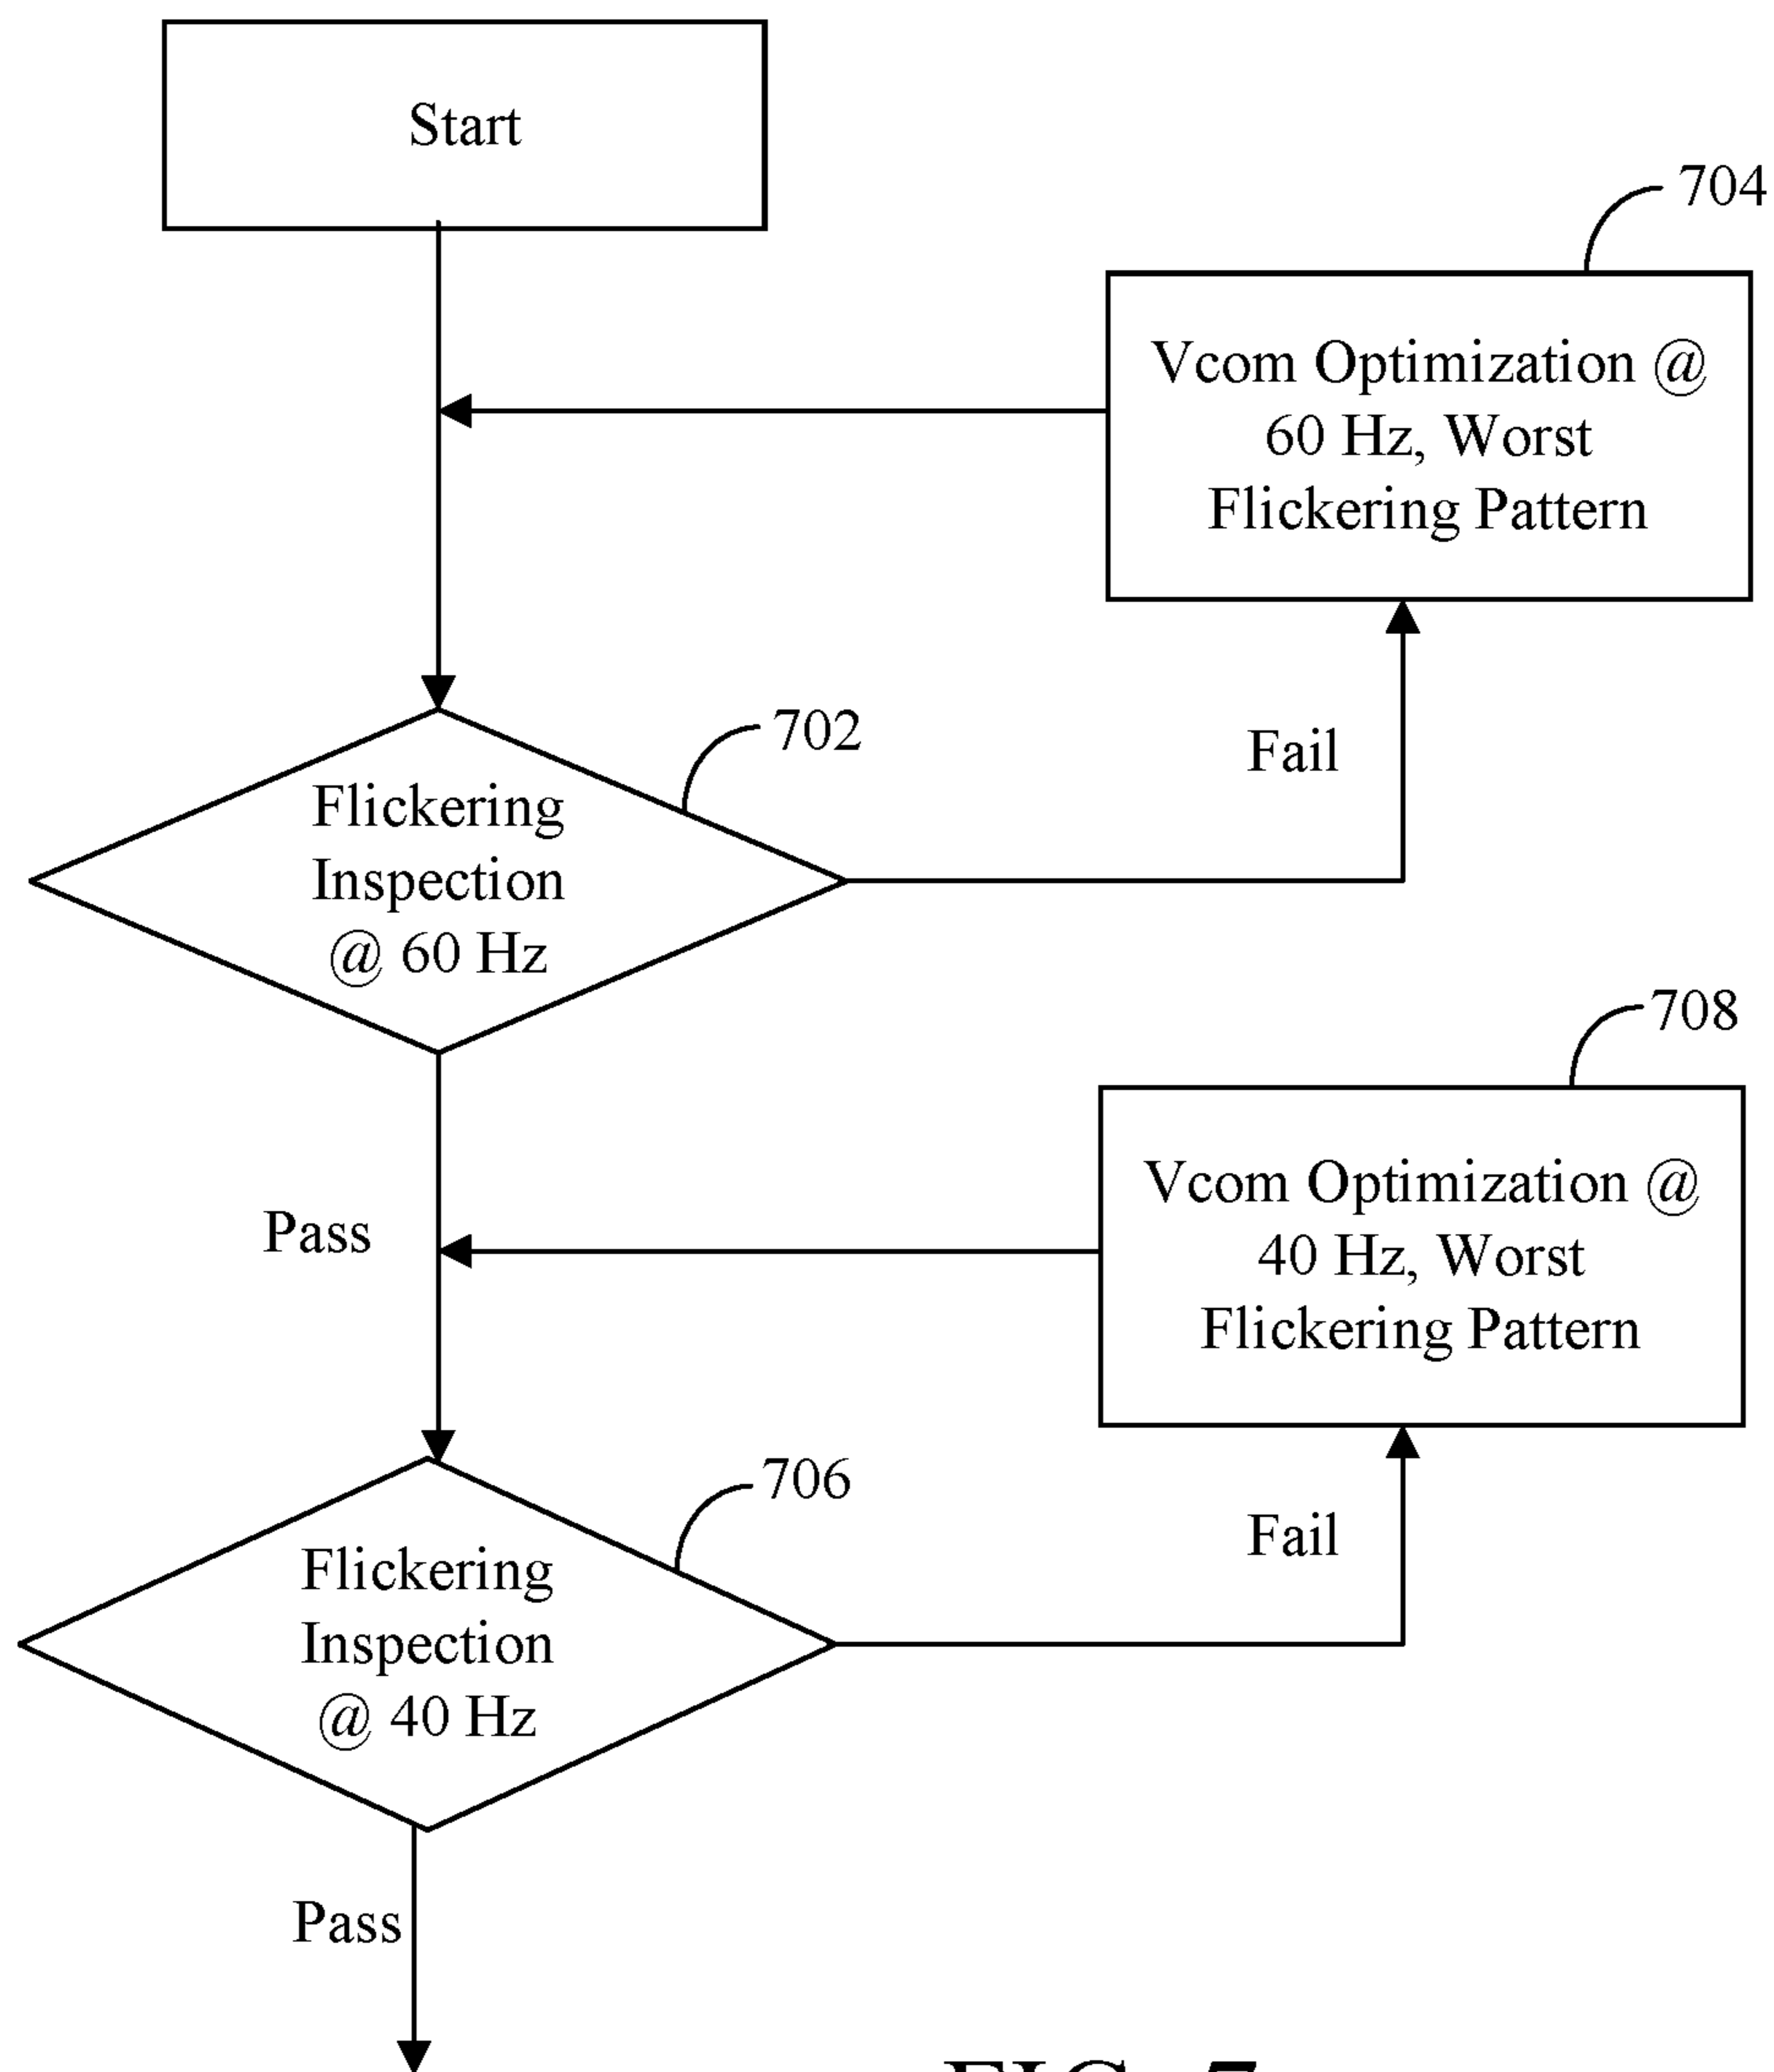 Start
704
Vcom Optimization @
60 Hz, Worst
Flickering Pattern
702
Fail
Flickering
Inspection
@ 60 Hz
708
Vcom Optimization @
40 Hz, Worst
Flickering Pattern
Pass
706
Fail
Flickering
Inspection
@ 40 Hz
Pass